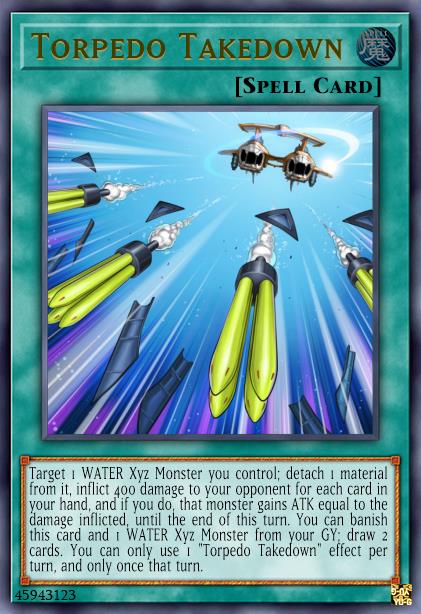 TORPEDO TAKEDOWN 魔
[SPELL CARD]
Target 1 WATER Xyz Monster you control; detach 1 material
from it, inflict 400 damage to your opponent for each card in
your hand, and if you do, that monster gains ATK equal to the
damage inflicted, until the end of this turn. You can banish
this card and 1 WATER Xyz Monster from your GY; draw 2
cards. You can only use 1 "Torpedo Takedown" effect per
turn, and only once that turn.
45943123